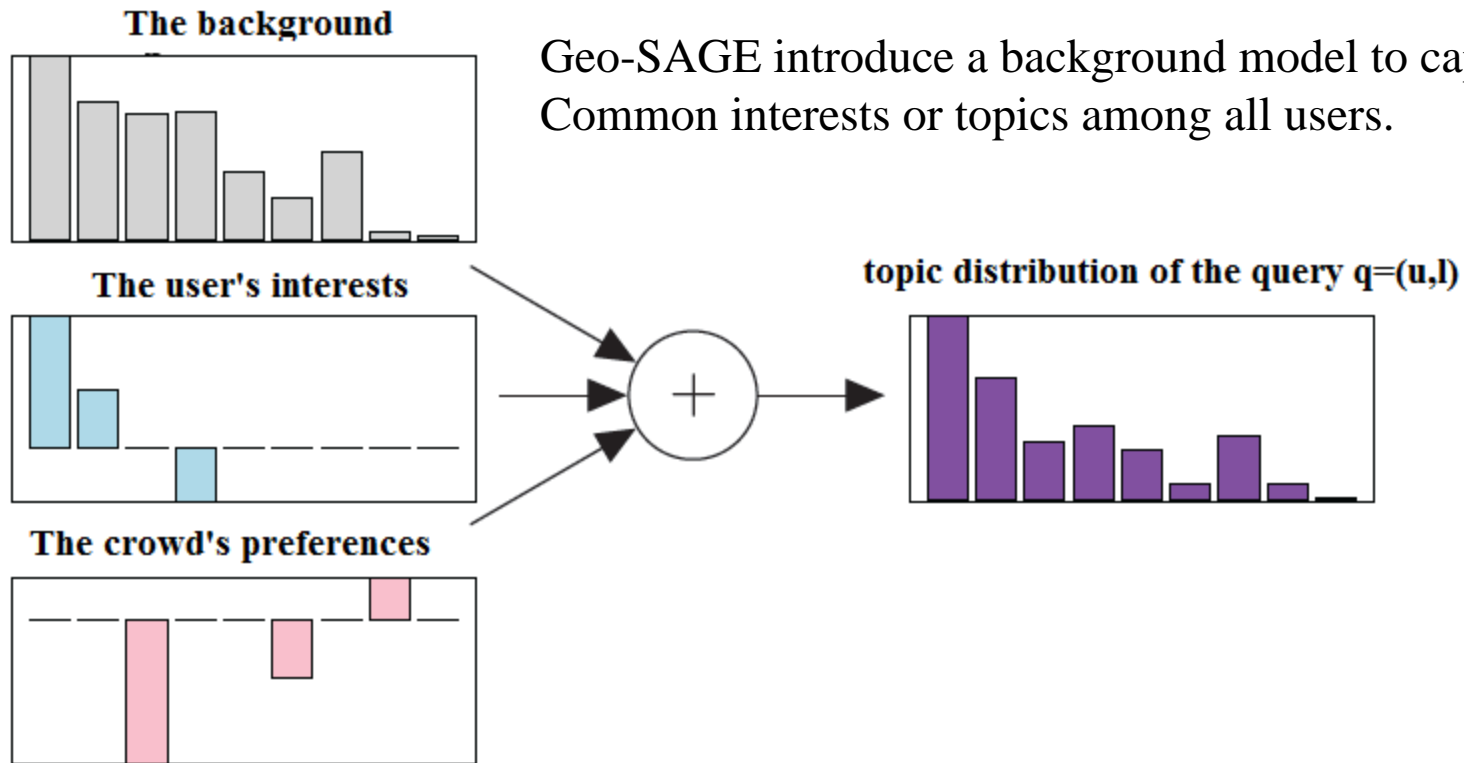 The background
Geo-SAGE introduce a background model to
Common interests or topics among all users.
The user's interests
topic distribution of the query q=(u,l)
The crowd's preferences